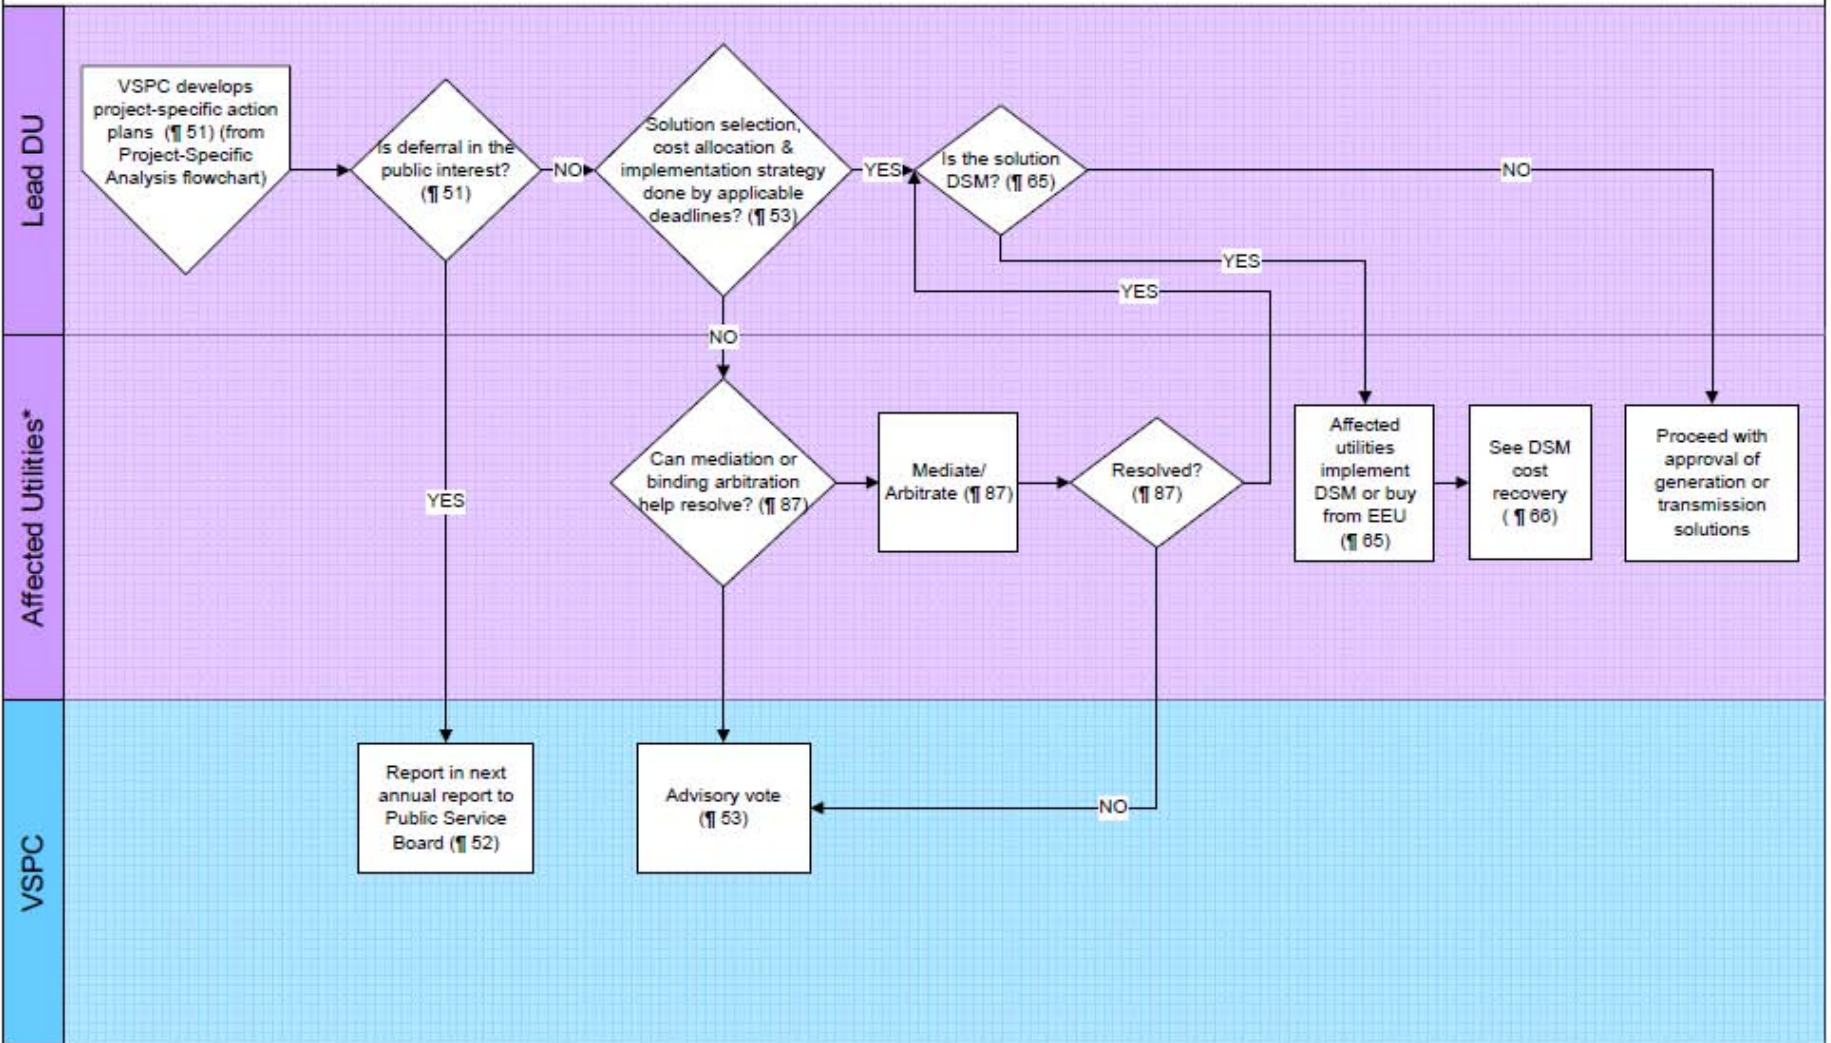 Lead DU
VSPC develops
project-specific action
plans (¶ 51) (from
Project-Specific
Analysis flowchart)
Is deferral in the
public interest?
(¶ 51)
NO
Solution selection,
cost allocation &
implementation strategy
done by applicable
deadlines? (¶ 53)
YES
Is the solution
DSM? (¶ 65)
NO
YES
YES
NO
Affected Utilities*
YES
Can mediation or
binding arbitration
help resolve? (¶ 87)
Mediate/
Arbitrate (¶ 87)
Resolved?
(¶ 87)
Affected
utilities
implement
DSM or buy
from EEU
(¶ 65)
See DSM
cost
recovery
( ¶ 66)
Proceed with
approval of
generation or
transmission
solutions
VSPC
Report in next
annual report to
Public Service
Board (¶ 52)
Advisory vote
(¶ 53)
NO